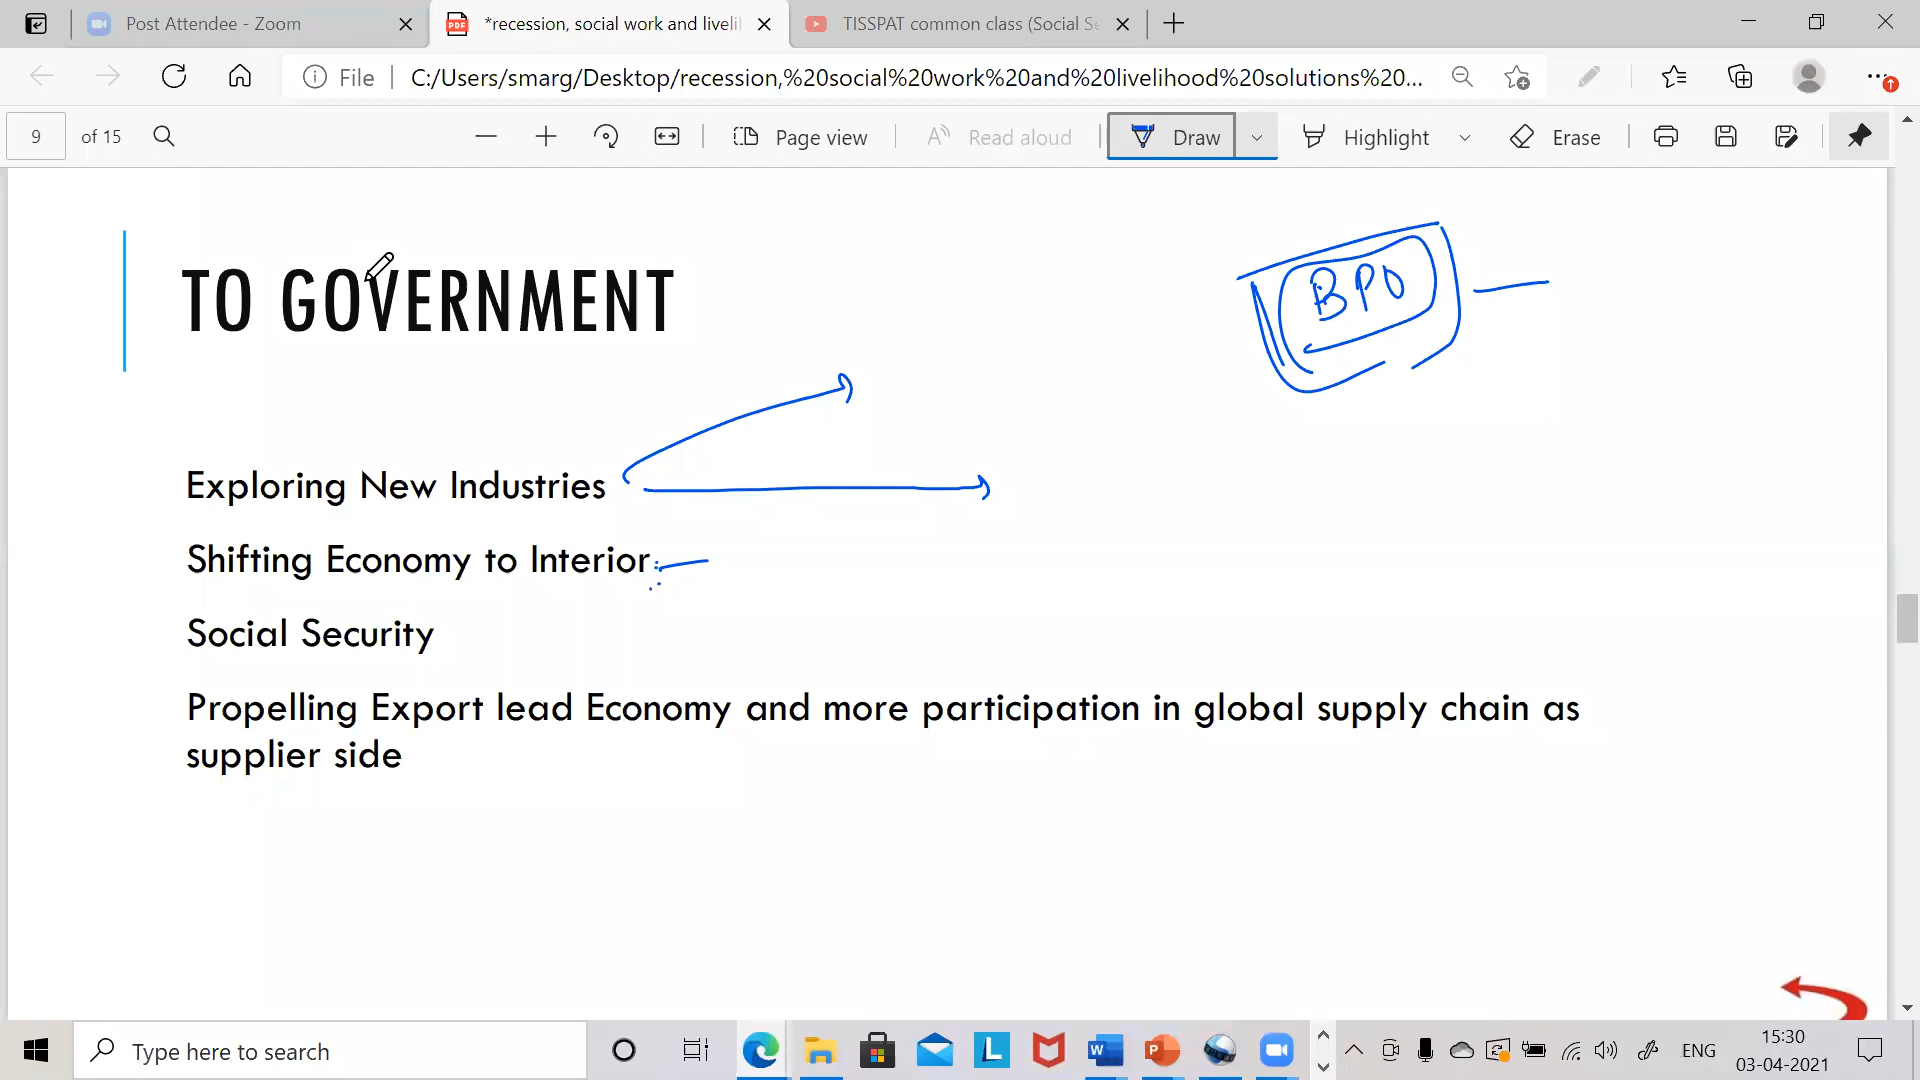 Post Attendee - Zoom
*recession, social work and liveli
TISSPAT common class (Social Se
File
C:/Users/smarg/Desktop/recession,%20social%20work%20and%20livelihood%20solutions%20...
9
of 15
Page view
Read aloud
Draw
Highlight
Erase
TO GOVERNMENT
BPO
Exploring New Industries
Shifting Economy to Interior
Social Security
Propelling Export lead Economy and more participation in global supply chain as
supplier side
Type here to search
ENG
15:30
03-04-2021